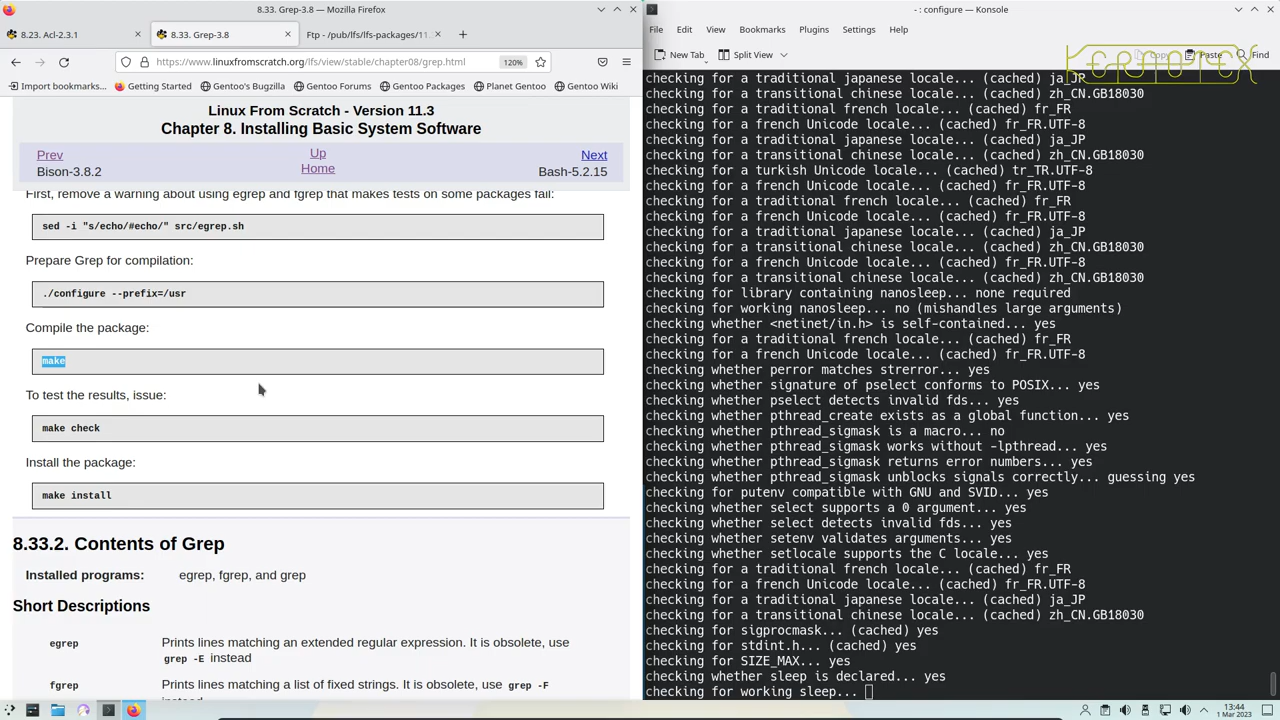 8.33. Grep-3.8 — Mozilla Firefox
8.23. Acl-2.3.1
8.33. Grep-3.8
Ftp - /pub/lfs/lfs-packages/11.
https://www.linuxfromscratch.org/lfs/view/stable/chapter08/grep.html
120%
Import bookmarks...
Getting Started
Gentoo's Bugzilla
Gentoo Forums
Gentoo Packages
Planet Gentoo
Gentoo Wiki
Linux From Scratch - Version 11.3
Chapter 8. Installing Basic System Software
Prev
Up
Next
Bison-3.8.2
Home
Bash-5.2.15
First, remove a warning about using egrep and fgrep that makes tests on some packages fail:
sed -i "s/echo/#echo/" src/egrep.sh
Prepare Grep for compilation:
./configure --prefix=/usr
Compile the package:
make
To test the results, issue:
make check
Install the package:
make install
8.33.2. Contents of Grep
Installed programs: egrep, fgrep, and grep
Short Descriptions
egrep
Prints lines matching an extended regular expression. It is obsolete, use
grep -E instead
fgrep
Prints lines matching a list of fixed strings. It is obsolete, use grep -F
- : configure — Konsole
File Edit View Bookmarks Plugins Settings Help
New Tab
Split View
Copy
Paste
Find
KERNOTEX
checking for a traditional japanese locale... (cached) ja_JP
checking for a transitional chinese locale... (cached) zh_CN.GB18030
checking for a traditional french locale... (cached) fr_FR
checking for a french Unicode locale... (cached) fr_FR.UTF-8
checking for a traditional japanese locale... (cached) ja_JP
checking for a transitional chinese locale... (cached) zh_CN.GB18030
checking for a turkish Unicode locale... (cached) tr_TR.UTF-8
checking for a french Unicode locale... (cached) fr_FR.UTF-8
checking for a traditional french locale... (cached) fr_FR
checking for a french Unicode locale... (cached) fr_FR.UTF-8
checking for a traditional japanese locale... (cached) ja_JP
checking for a transitional chinese locale... (cached) zh_CN.GB18030
checking for a french Unicode locale... (cached) fr_FR.UTF-8
checking for a transitional chinese locale... (cached) zh_CN.GB18030
checking for library containing nanosleep... none required
checking for working nanosleep... no (mishandles large arguments)
checking whether <netinet/in.h> is self-contained... yes
checking for a traditional french locale... (cached) fr_FR
checking for a french Unicode locale... (cached) fr_FR.UTF-8
checking whether perror matches strerror... yes
checking whether signature of pselect conforms to POSIX... yes
checking whether pselect detects invalid fds... yes
checking whether pthread_create exists as a global function... yes
checking whether pthread_sigmask is a macro... no
checking whether pthread_sigmask works without -lpthread... yes
checking whether pthread_sigmask returns error numbers... yes
checking whether pthread_sigmask unblocks signals correctly... guessing yes
checking for putenv compatible with GNU and SVID... yes
checking whether select supports a 0 argument... yes
checking whether select detects invalid fds... yes
checking whether setenv validates arguments... yes
checking whether setlocale supports the C locale... yes
checking for a traditional french locale... (cached) fr_FR
checking for a french Unicode locale... (cached) fr_FR.UTF-8
checking for a traditional japanese locale... (cached) ja_JP
checking for a transitional chinese locale... (cached) zh_CN.GB18030
checking for sigprocmask... (cached) yes
checking for stdint.h... (cached) yes
checking for SIZE_MAX... yes
checking whether sleep is declared... yes
checking for working sleep...
13:44
1 Mar 2023